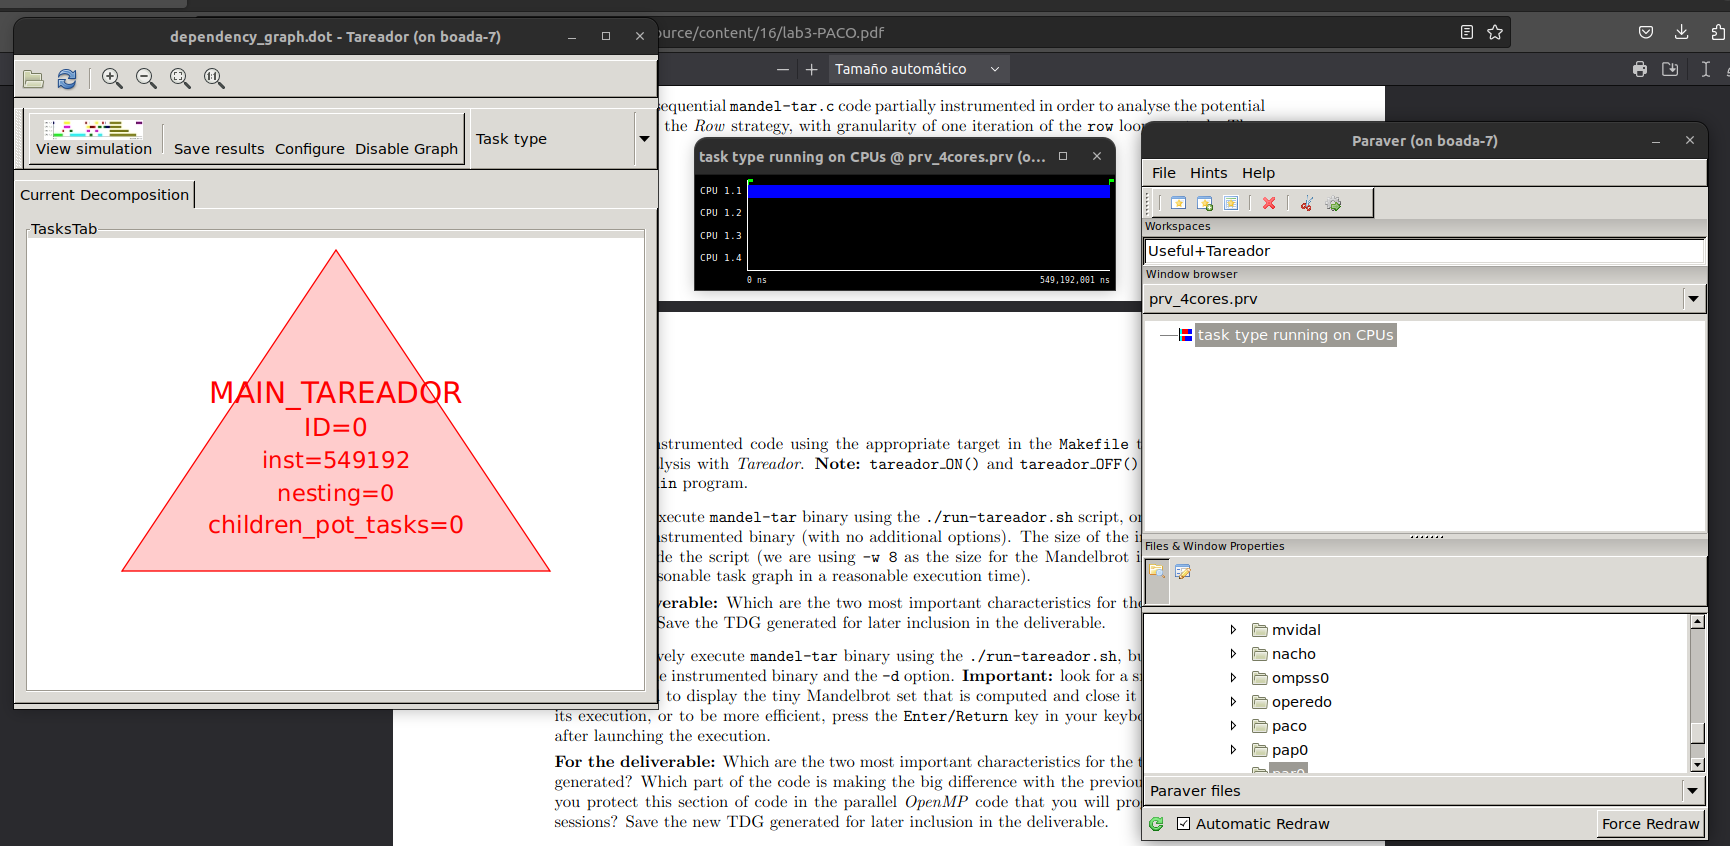 dependency_graph.dot - Tareador (on boada-7)
View simulation
Save results
Configure
Disable Graph
Task type
Current Decomposition
TasksTab
MAIN_TAREADOR
ID=0
inst=549192
nesting=0
children_pot_tasks=0
ource/content/16/lab3-PACO.pdf
Tamaño automático
equential mandel-tar.c code partially instrumented in order to analyse the potential
the Row strategy, with granularity of one iteration of the row loo
task type running on CPUs @ prv_4cores.prv (o...
CPU 1.1
CPU 1.2
CPU 1.3
CPU 1.4
0 ns
549,192,001 ns
strumented code using the appropriate target in the Makefile t
lysis with Tareador. Note: tareador_ON() and tareador_OFF()
in program.
xecute mandel-tar binary using the ./run-tareador.sh script, or
strumented binary (with no additional options). The size of the i
de the script (we are using -w 8 as the size for the Mandelbrot i
sonable task graph in a reasonable execution time).
verable: Which are the two most important characteristics for the
Save the TDG generated for later inclusion in the deliverable.
vely execute mandel-tar binary using the ./run-tareador.sh, bu
e instrumented binary and the -d option. Important: look for a s
to display the tiny Mandelbrot set that is computed and close it
its execution, or to be more efficient, press the Enter/Return key in your keybo
after launching the execution.
For the deliverable: Which are the two most important characteristics for the t
generated? Which part of the code is making the big difference with the previou
you protect this section of code in the parallel OpenMP code that you will pro
sessions? Save the new TDG generated for later inclusion in the deliverable.
Paraver (on boada-7)
File Hints Help
Workspaces
Useful+Tareador
Window browser
prv_4cores.prv
task type running on CPUs
Files & Window Properties
mvidal
nacho
ompss0
operedo
paco
pap0
Paraver files
Automatic Redraw
Force Redraw